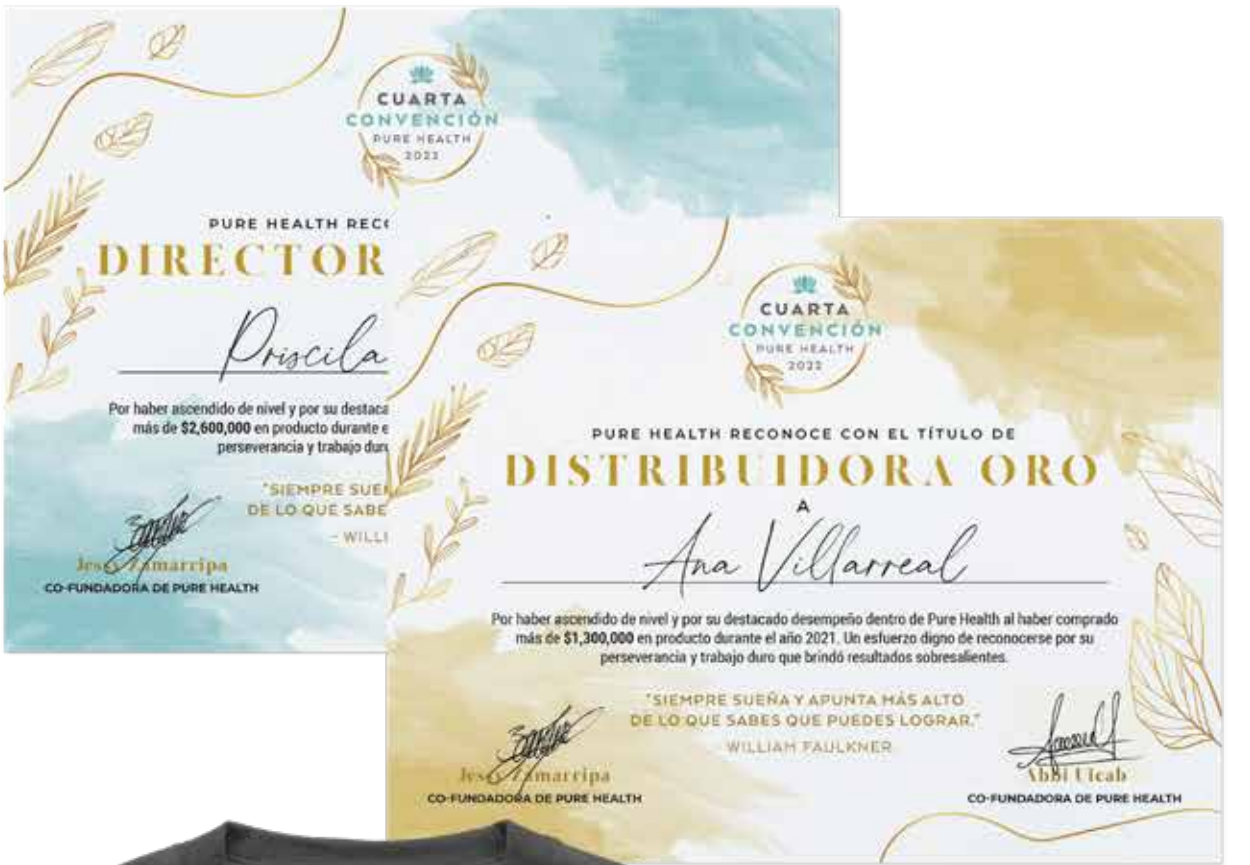 CUARTA
CONVENCIÓN
PURE HEALTH
2022
PURE HEALTH
DIRECTOR
Priscila
Por haber ascendido de nivel y por su
más de $2,600,000 en producto durante
perseverancia y trabajo
"SIEMPRE
DE LO QUE SABE
Jessy Zamarripa
CO-FUNDADORA DE PURE HEALTH
CUARTA
CONVENCIÓN
PURE HEALTH
2022
PURE HEALTH RECONOCE CON EL TÍTULO DE
DISTRIBUIDORA ORO
A
Ana Villarreal
Por haber ascendido de nivel y por su destacado desempeño dentro de Pure Health al haber comprado
más de $1,300,000 en producto durante el año 2021. Un esfuerzo digno de reconocerse por su
perseverancia y trabajo duro que brindó resultados sobresalientes.
"SIEMPRE SUEÑA Y APUNTA MÁS ALTO
DE LO QUE SABES QUE PUEDES LOGRAR."
- WILLIAM FAULKNER
Jessy Zamarripa
CO-FUNDADORA DE PURE HEALTH
Abbi Uicab
CO-FUNDADORA DE PURE HEALTH